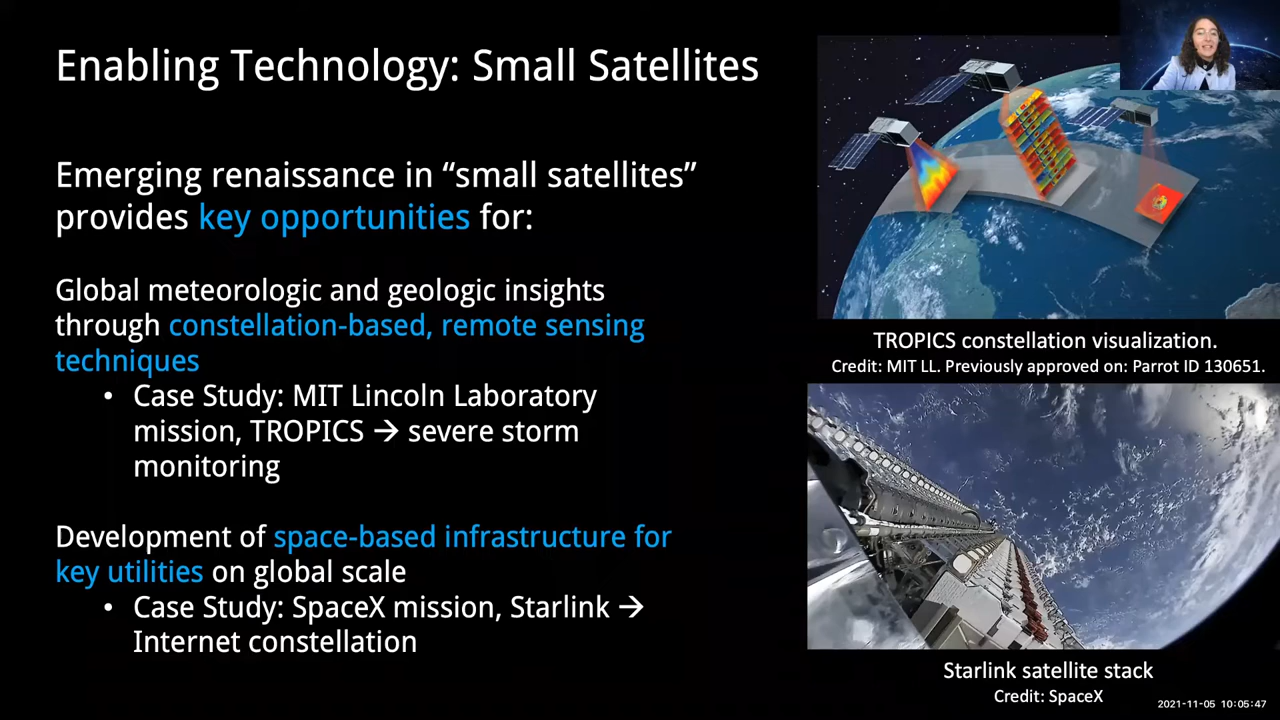 Enabling Technology: Small Satellites
Emerging renaissance in “small satellites”
provides key opportunities for:
Global meteorologic and geologic insights
through constellation-based, remote sensing
techniques
• Case Study: MIT Lincoln Laboratory
mission, TROPICS → severe storm
monitoring
Development of space-based infrastructure for
key utilities on global scale
• Case Study: SpaceX mission, Starlink →
Internet constellation
TROPICS constellation visualization.
Credit: MIT LL. Previously approved on: Parrot ID 130651.
Starlink satellite stack
Credit: SpaceX
2021-11-05 10:05:47